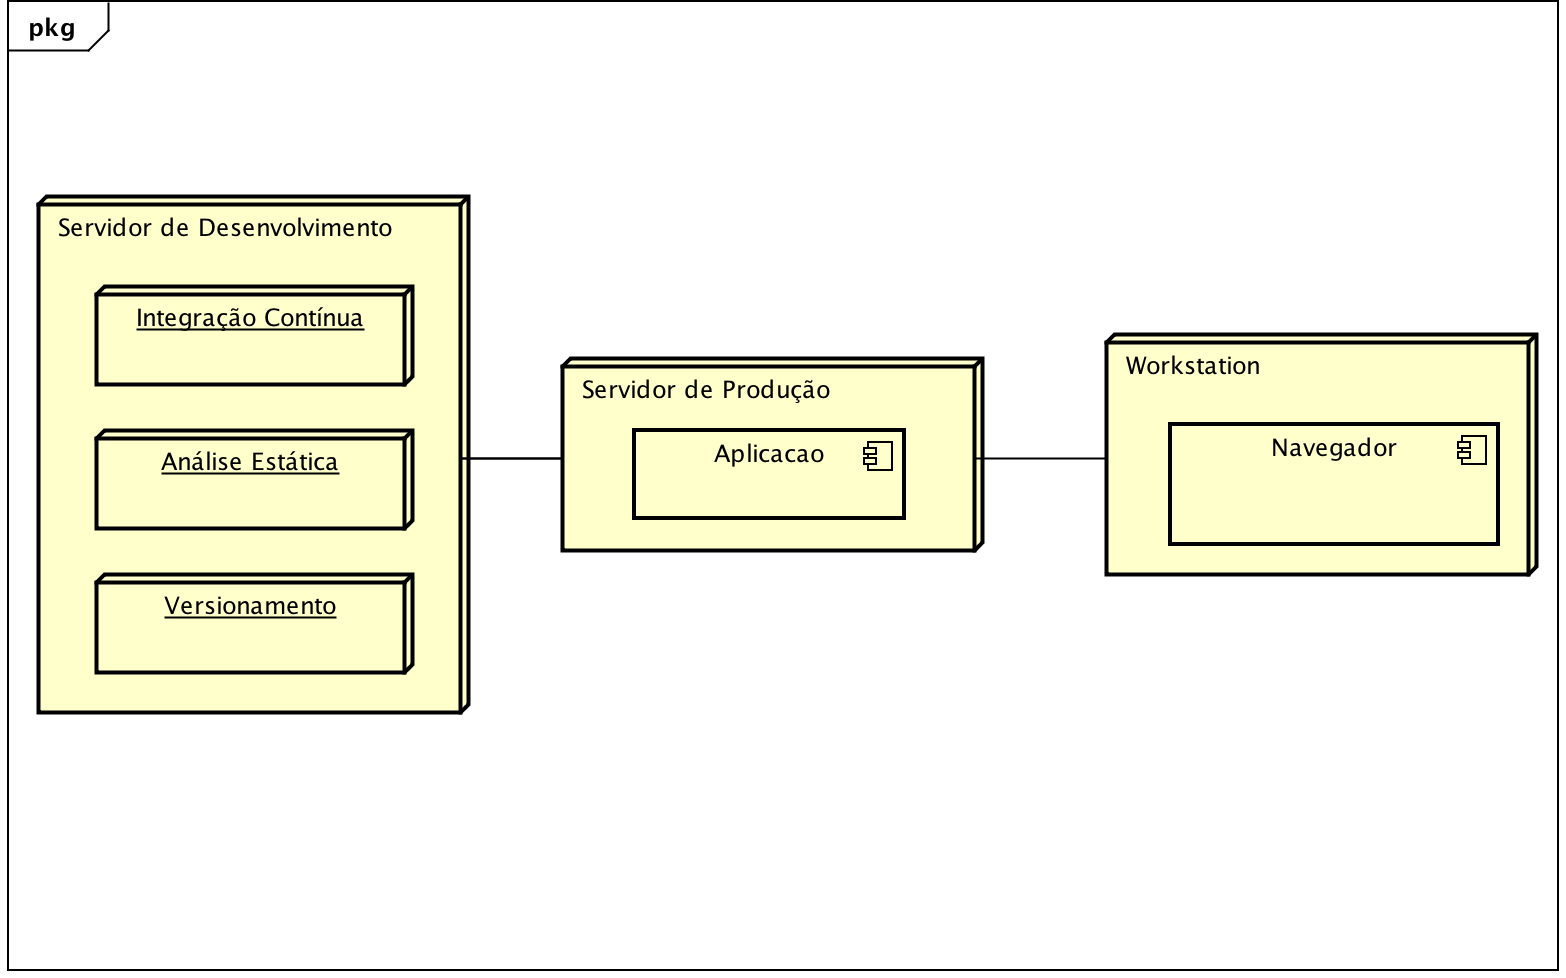 pkg
Servidor de Desenvolvimento
Integração Contínua
Análise Estática
Versionamento
Servidor de Produção
Aplicacao
Workstation
Navegador